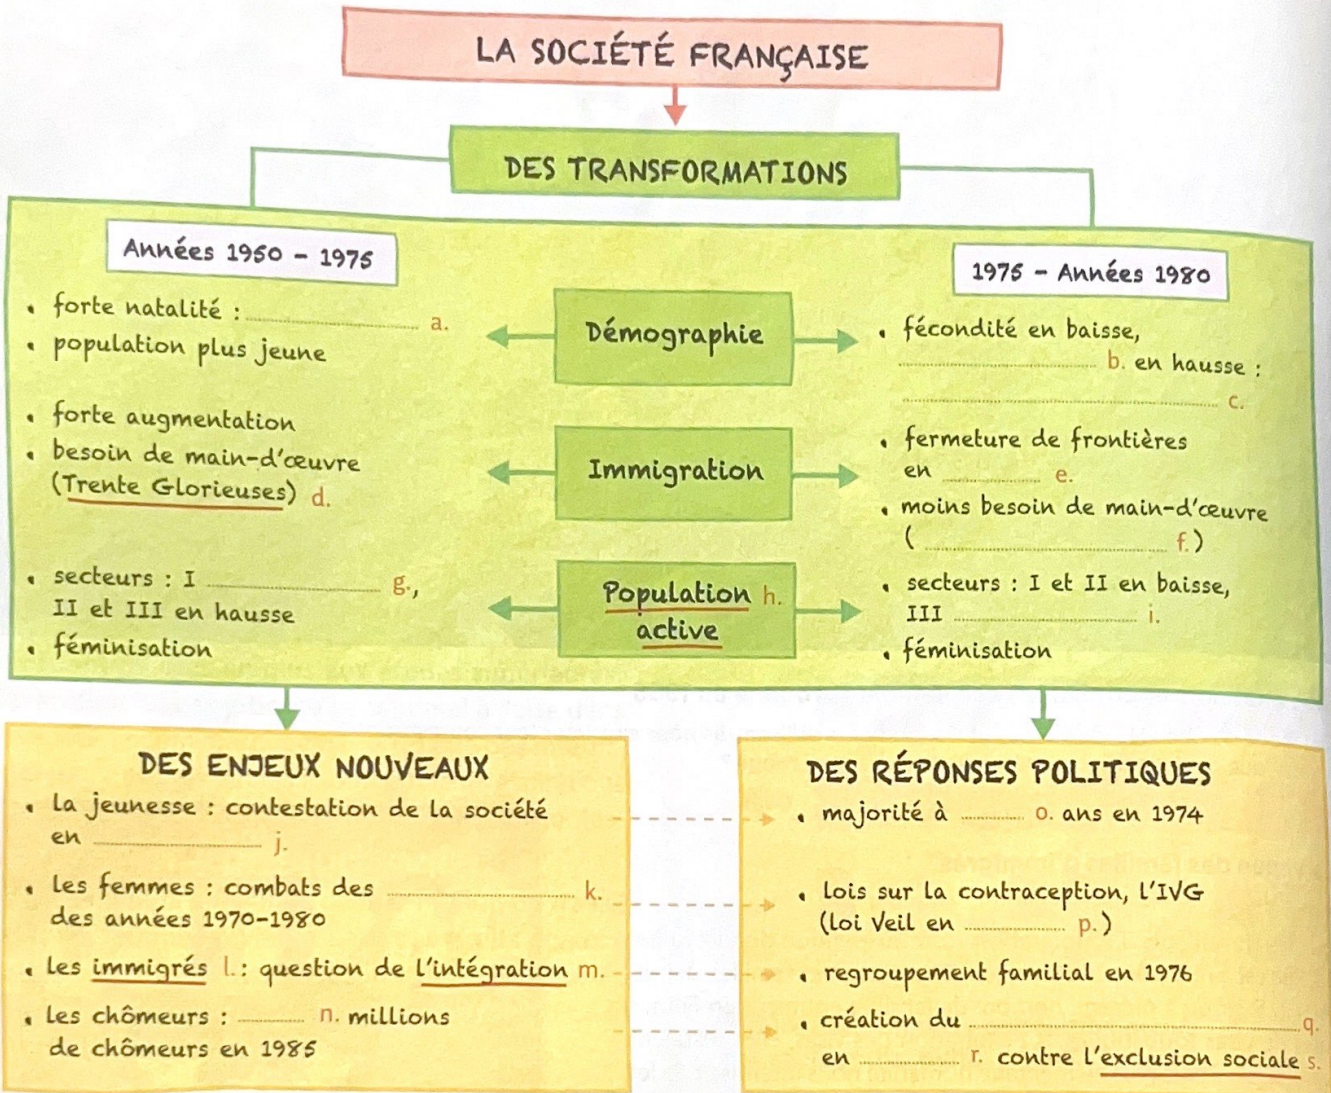 LA SOCIÉTÉ FRANÇAISE
DES TRANSFORMATIONS
Années 1950 - 1975
• forte natalité : .................... a.
• population plus jeune
• forte augmentation
• besoin de main-d'œuvre
(Trente Glorieuses) d.
• secteurs : I .................... g.,
II et III en hausse
• féminisation
Démographie
Immigration
Population h.
active
1975 - Années 1980
• fécondité en baisse,
.................... b. en hausse :
.................... c.
• fermeture de frontières
en .................... e.
• moins besoin de main-d'œuvre
( .................... f.)
• secteurs : I et II en baisse,
III .................... i.
• féminisation
DES ENJEUX NOUVEAUX
• la jeunesse : contestation de la société
en .................... j.
• les femmes : combats des .................... k.
des années 1970-1980
• les immigrés l. : question de l'intégration m.
• les chômeurs : .......... n. millions
de chômeurs en 1985
DES RÉPONSES POLITIQUES
• majorité à .......... o. ans en 1974
• lois sur la contraception, l'IVG
(loi Veil en .......... p.)
• regroupement familial en 1976
• création du .................... q.
en .......... r. contre l'exclusion sociale s.